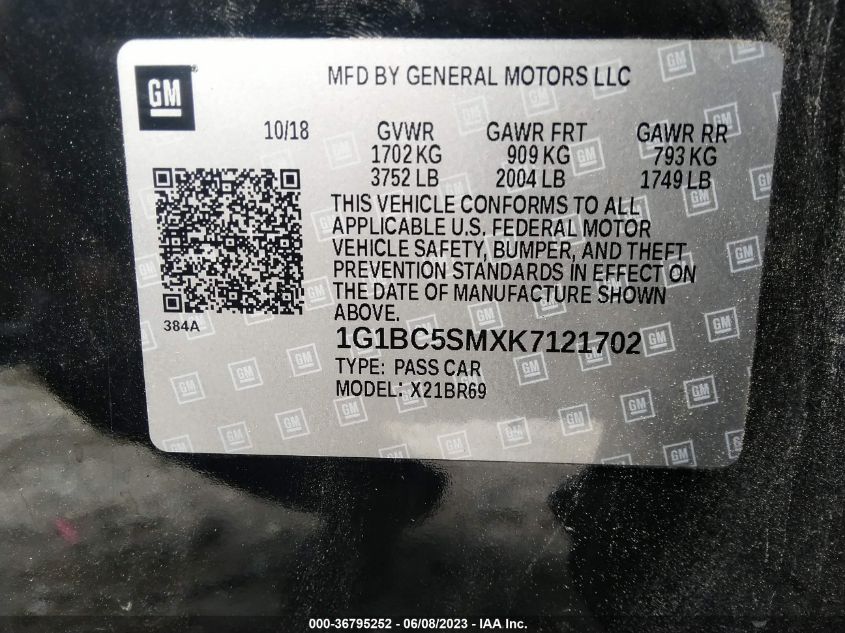 GM
MFD BY GENERAL MOTORS LLC
10/18 GVWR GAWR FRT GAWR RR
1702 KG 909 KG 793 KG
3752 LB 2004 LB 1749 LB
THIS VEHICLE CONFORMS TO ALL
APPLICABLE U.S. FEDERAL MOTOR
VEHICLE SAFETY, BUMPER, AND THEFT
PREVENTION STANDARDS IN EFFECT ON
THE DATE OF MANUFACTURE SHOWN
ABOVE.
384A
1G1BC5SMXK7121702
TYPE: PASS CAR
MODEL: X21BR69
000-36795252 - 06/08/2023 - IAA Inc.